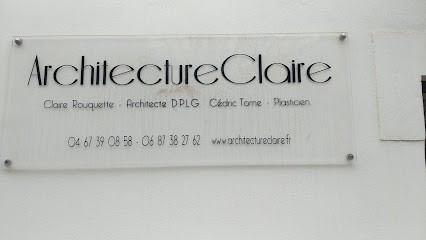 ArchitectureClaire
Claire Rouquette - Architecte D.P.L.G Cédric Torne - Plasticien
04 67 39 08 58 - 06 87 38 27 62 www.architectureclaire.fr